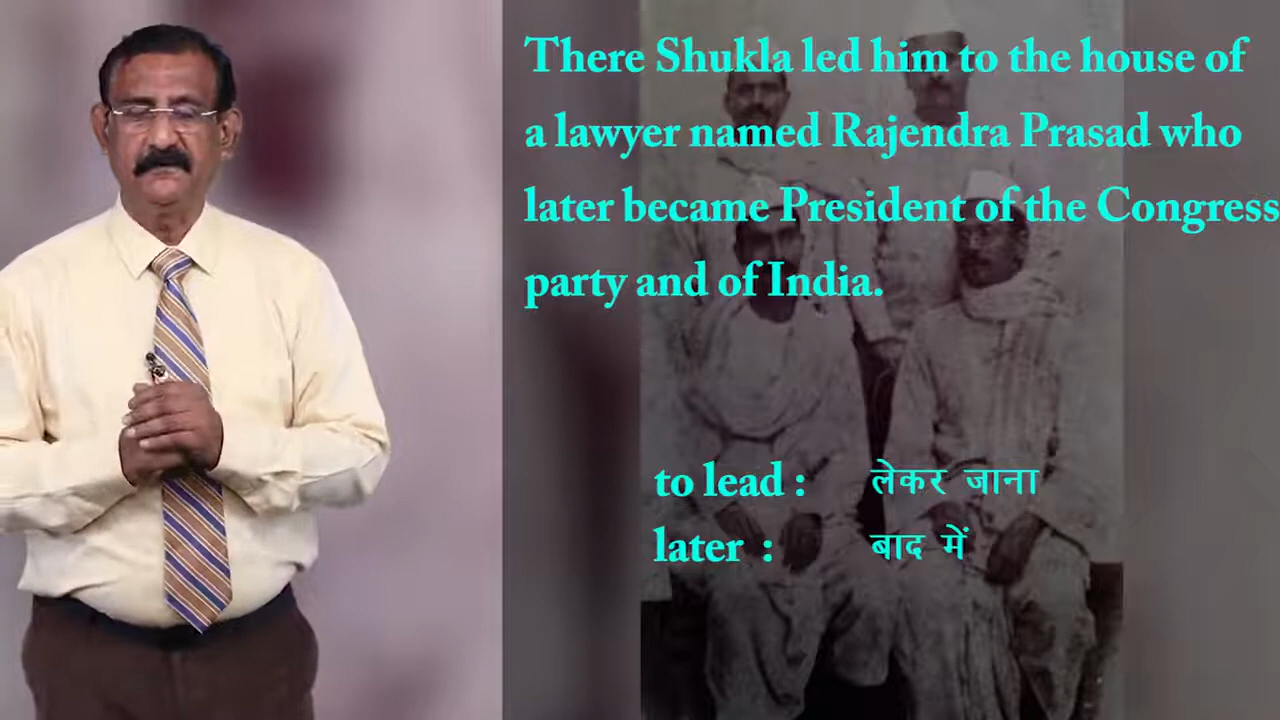 There Shukla led him to the house of
a lawyer named Rajendra Prasad who
later became President of the Congress
party and of India.
to lead : लेकर जाना
later : बाद में